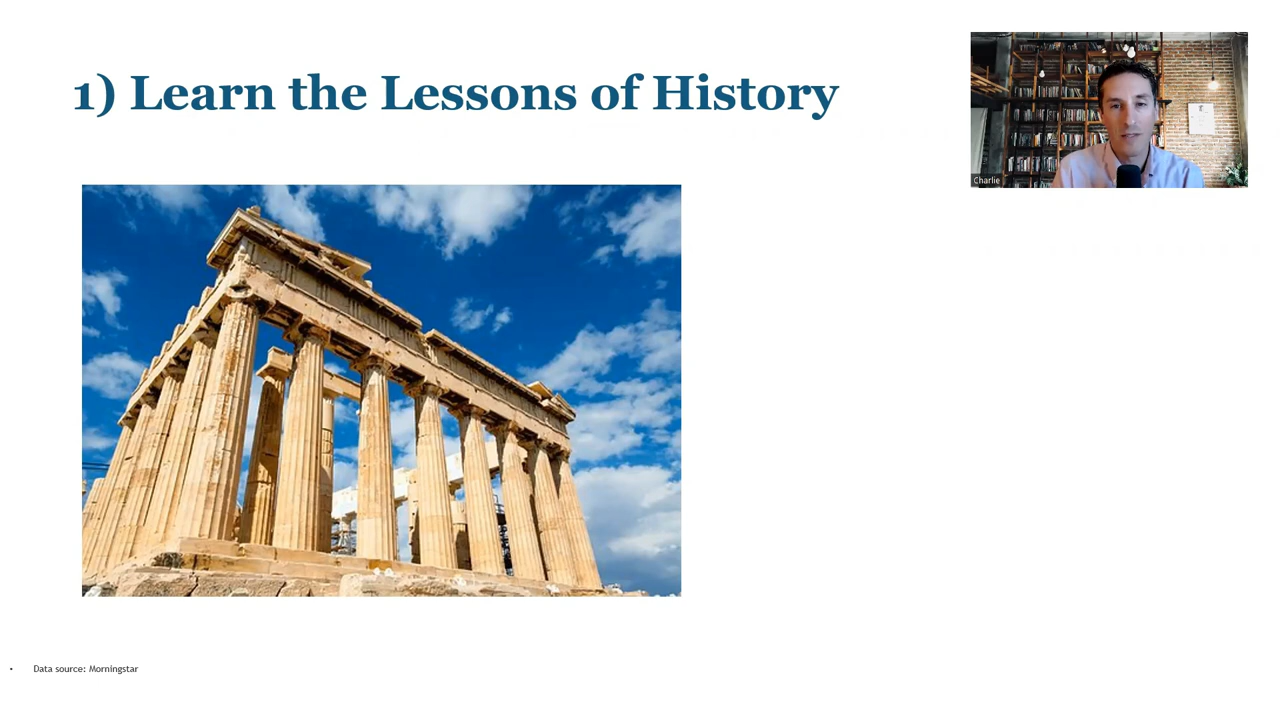 1) Learn the Lessons of History
Charlie
• Data source: Morningstar